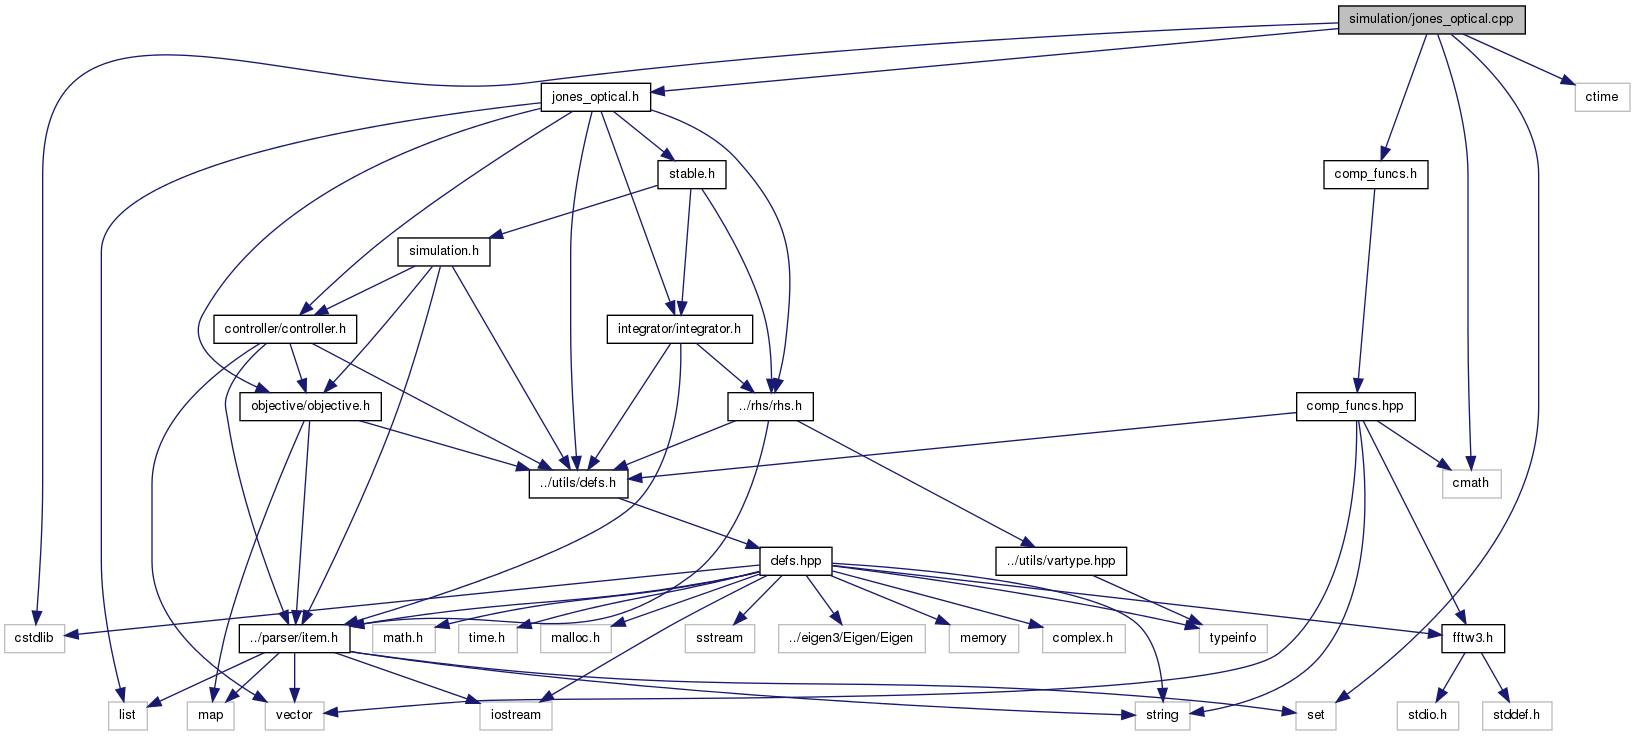 simulation/jones_optical.cpp
jones_optical.h
ctime
stable.h
comp_funcs.h
simulation.h
controller/controller.h
integrator/integrator.h
objective/objective.h
../rhs/rhs.h
comp_funcs.hpp
../utils/defs.h
cmath
defs.hpp
../utils/vartype.hpp
cstdlib
../parser/item.h
math.h
time.h
malloc.h
sstream
../eigen3/Eigen/Eigen
memory
complex.h
typeinfo
fftw3.h
list
map
vector
iostream
string
set
stdio.h
stddef.h